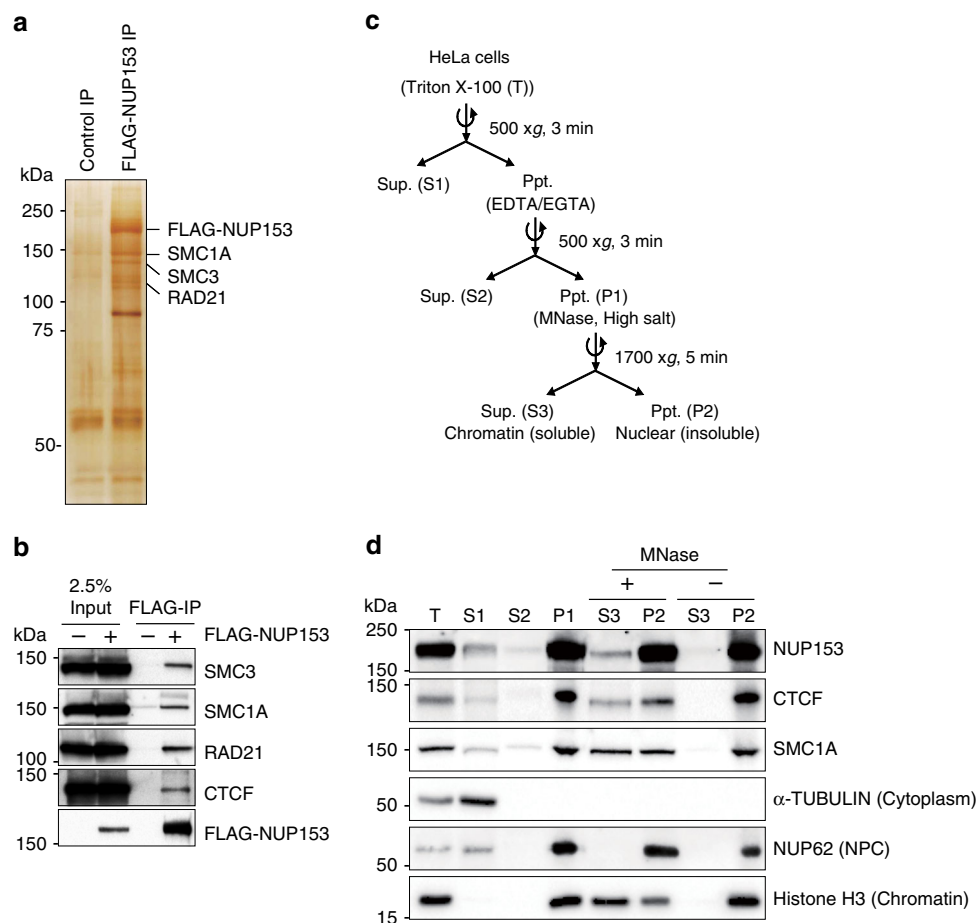 a
Control IP
FLAG-NUP153 IP
kDa
250
150
100
75
50-
FLAG-NUP153
SMC1A
SMC3
RAD21
b
2.5%
Input
FLAG-IP
kDa
− + − + FLAG-NUP153
150
SMC3
150
SMC1A
100
RAD21
150
CTCF
150
FLAG-NUP153
c
HeLa cells
(Triton X-100 (T))
500 xg, 3 min
Sup. (S1)
Ppt.
(EDTA/EGTA)
500 xg, 3 min
Sup. (S2)
Ppt. (P1)
(MNase, High salt)
1700 xg, 5 min
Sup. (S3)
Chromatin (soluble)
Ppt. (P2)
Nuclear (insoluble)
d
MNase
+ −
kDa
T S1 S2 P1 S3 P2 S3 P2
250
150
NUP153
150
CTCF
150
SMC1A
50
α-TUBULIN (Cytoplasm)
50
NUP62 (NPC)
15
Histone H3 (Chromatin)